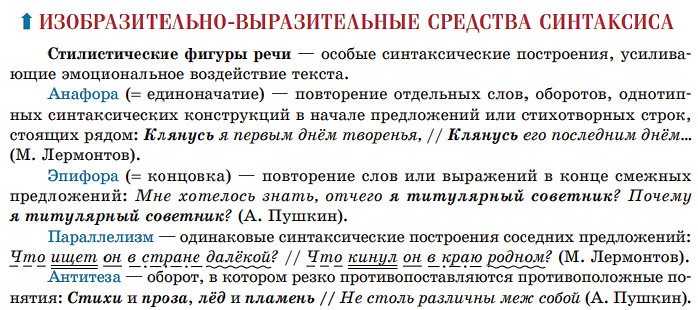 ⬆ ИЗОБРАЗИТЕЛЬНО-ВЫРАЗИТЕЛЬНЫЕ СРЕДСТВА СИНТАКСИСА
Стилистические фигуры речи — особые синтаксические построения, усилива-
ющие эмоциональное воздействие текста.
Анафора (= единоначатие) — повторение отдельных слов, оборотов, однотип-
ных синтаксических конструкций в начале предложений или стихотворных строк,
стоящих рядом: Клянусь я первым днём творенья, // Клянусь его последним днём...
(М. Лермонтов).
Эпифора (= концовка) — повторение слов или выражений в конце смежных
предложений: Мне хотелось знать, отчего я титулярный советник? Почему
я титулярный советник? (А. Пушкин).
Параллелизм — одинаковые синтаксические построения соседних предложений:
Что ищет он в стране далёкой? // Что кинул он в краю родном? (М. Лермонтов).
Антитеза — оборот, в котором резко противопоставляются противоположные по-
нятия: Стихи и проза, лёд и пламень // Не столь различны меж собой (А. Пушкин).